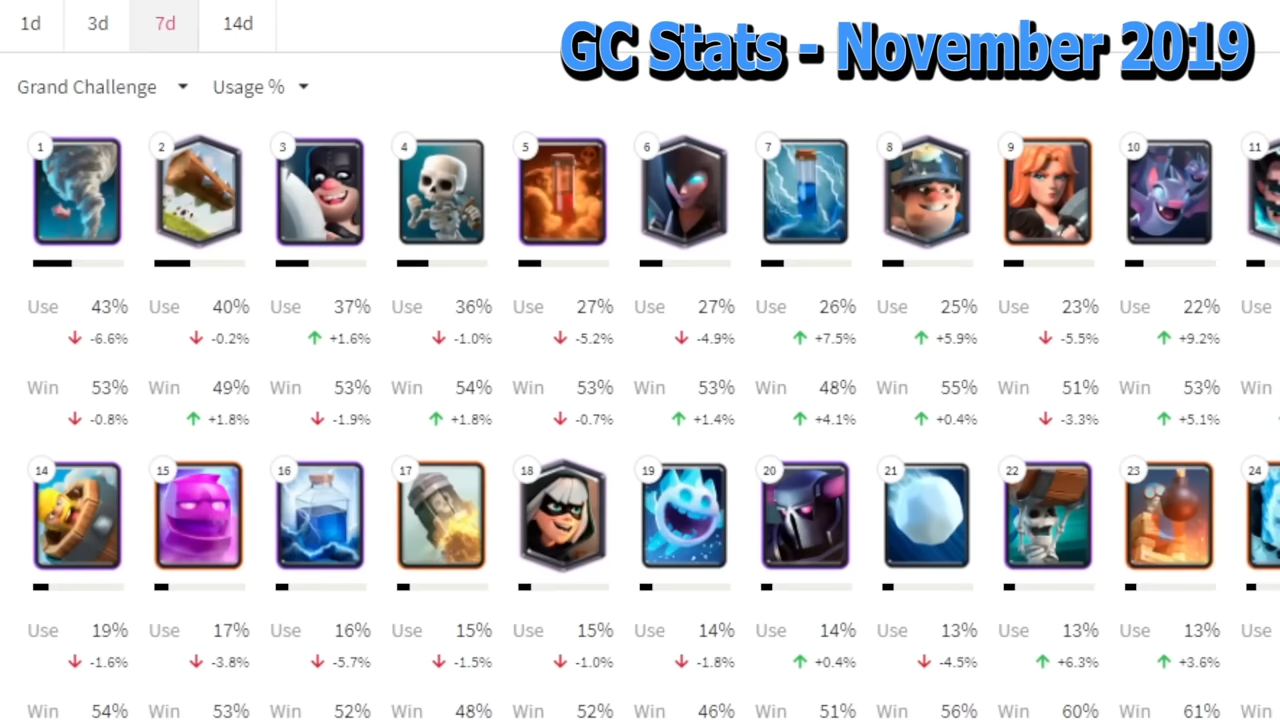 1d 3d 7d 14d
GC Stats - November 2019
Grand Challenge Usage %
1 2 3 4 5 6 7 8 9 10 11
Use 43% Use 40% Use 37% Use 36% Use 27% Use 27% Use 26% Use 25% Use 23% Use 22% Use
-6.6% -0.2% +1.6% -1.0% -5.2% -4.9% +7.5% +5.9% -5.5% +9.2%
Win 53% Win 49% Win 53% Win 54% Win 53% Win 53% Win 48% Win 55% Win 51% Win 53% Win
-0.8% +1.8% -1.9% +1.8% -0.7% +1.4% +4.1% +0.4% -3.3% +5.1%
14 15 16 17 18 19 20 21 22 23 24
Use 19% Use 17% Use 16% Use 15% Use 15% Use 14% Use 14% Use 13% Use 13% Use 13% Use
-1.6% -3.8% -5.7% -1.5% -1.0% -1.8% +0.4% -4.5% +6.3% +3.6%
Win 54% Win 53% Win 52% Win 48% Win 52% Win 46% Win 51% Win 56% Win 60% Win 61% Win